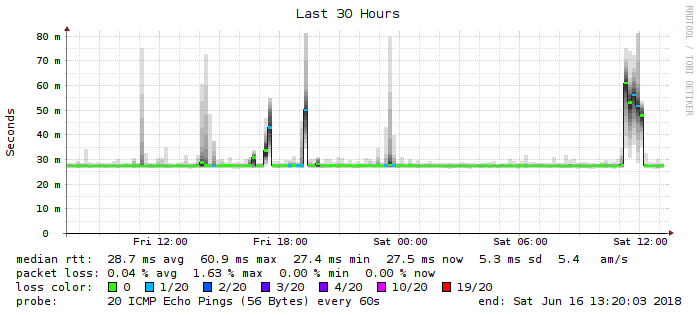 Last 30 Hours
RRDTOOL / TOBI OETIKER
Seconds
80 m
70 m
60 m
50 m
40 m
30 m
20 m
10 m
0
Fri 12:00 Fri 18:00 Sat 00:00 Sat 06:00 Sat 12:00
median rtt: 28.7 ms avg 60.9 ms max 27.4 ms min 27.5 ms now 5.3 ms sd 5.4 am/s
packet loss: 0.04 % avg 1.63 % max 0.00 % min 0.00 % now
loss color: 0 1/20 2/20 3/20 4/20 10/20 19/20
probe: 20 ICMP Echo Pings (56 Bytes) every 60s end: Sat Jun 16 13:20:03 2018